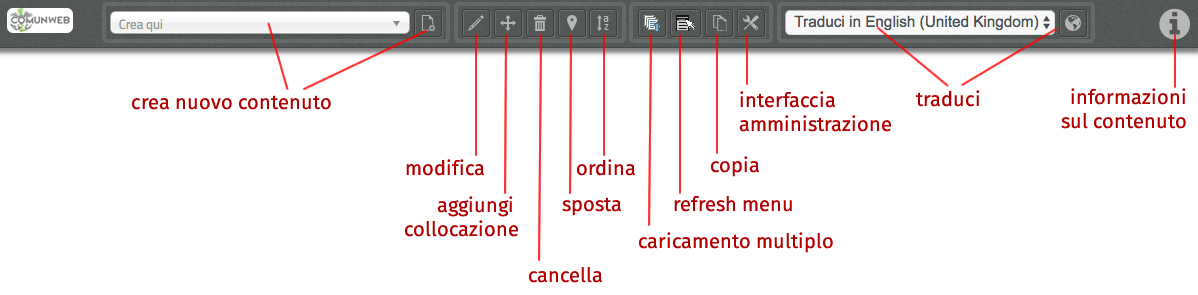 COMUNWEB
Crea qui
Traduci in English (United Kingdom)
crea nuovo contenuto
interfaccia
amministrazione
traduci
informazioni
sul contenuto
modifica
ordina
copia
aggiungi
collocazione
sposta
refresh menu
caricamento multiplo
cancella